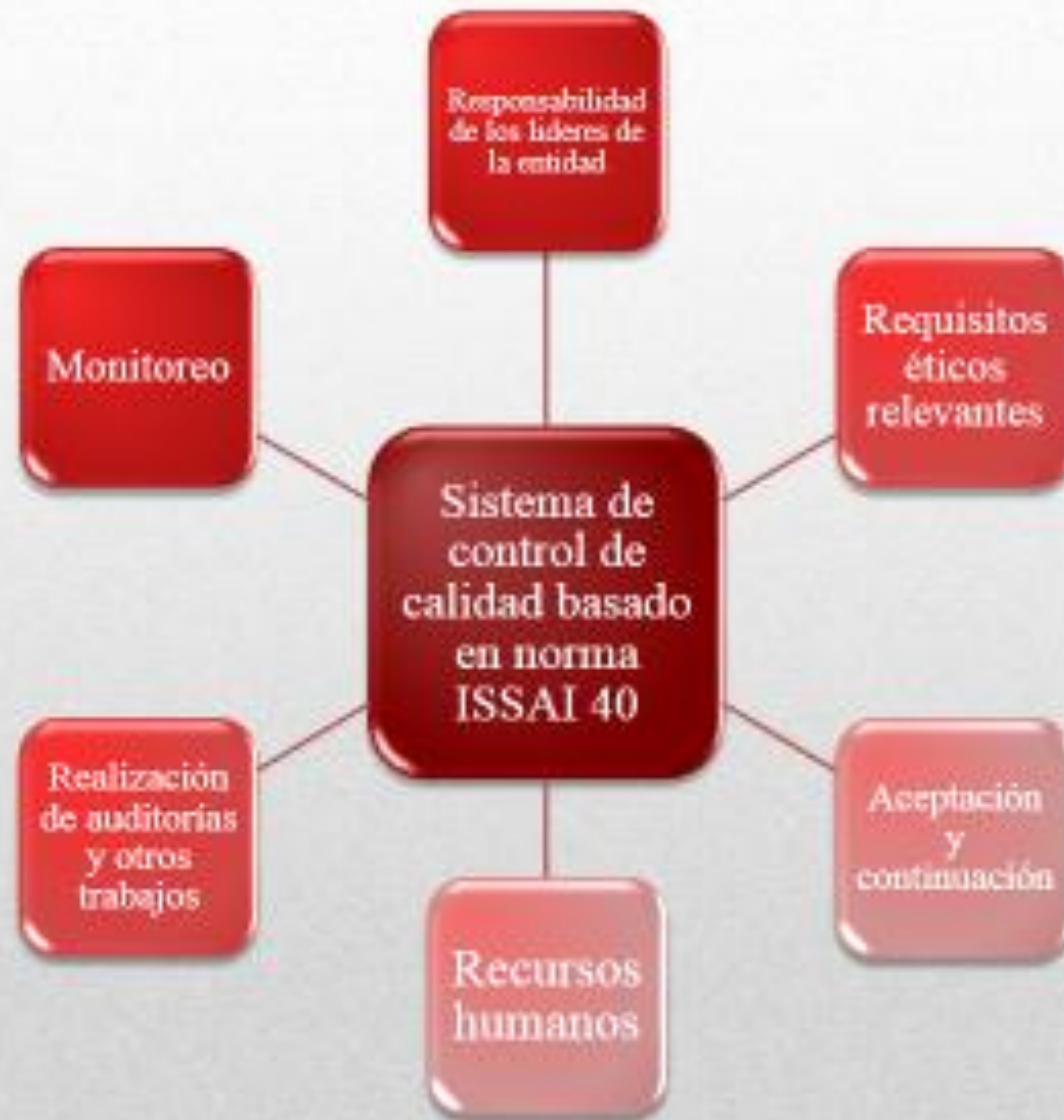 Responsabilidad
de los lideres de
la entidad
Requisitos
éticos
relevantes
Monitoreo
Sistema de
control de
calidad basado
en norma
ISSAI 40
Realización
de auditorías
y otros
trabajos
Aceptación
y
continuación
Recursos
humanos